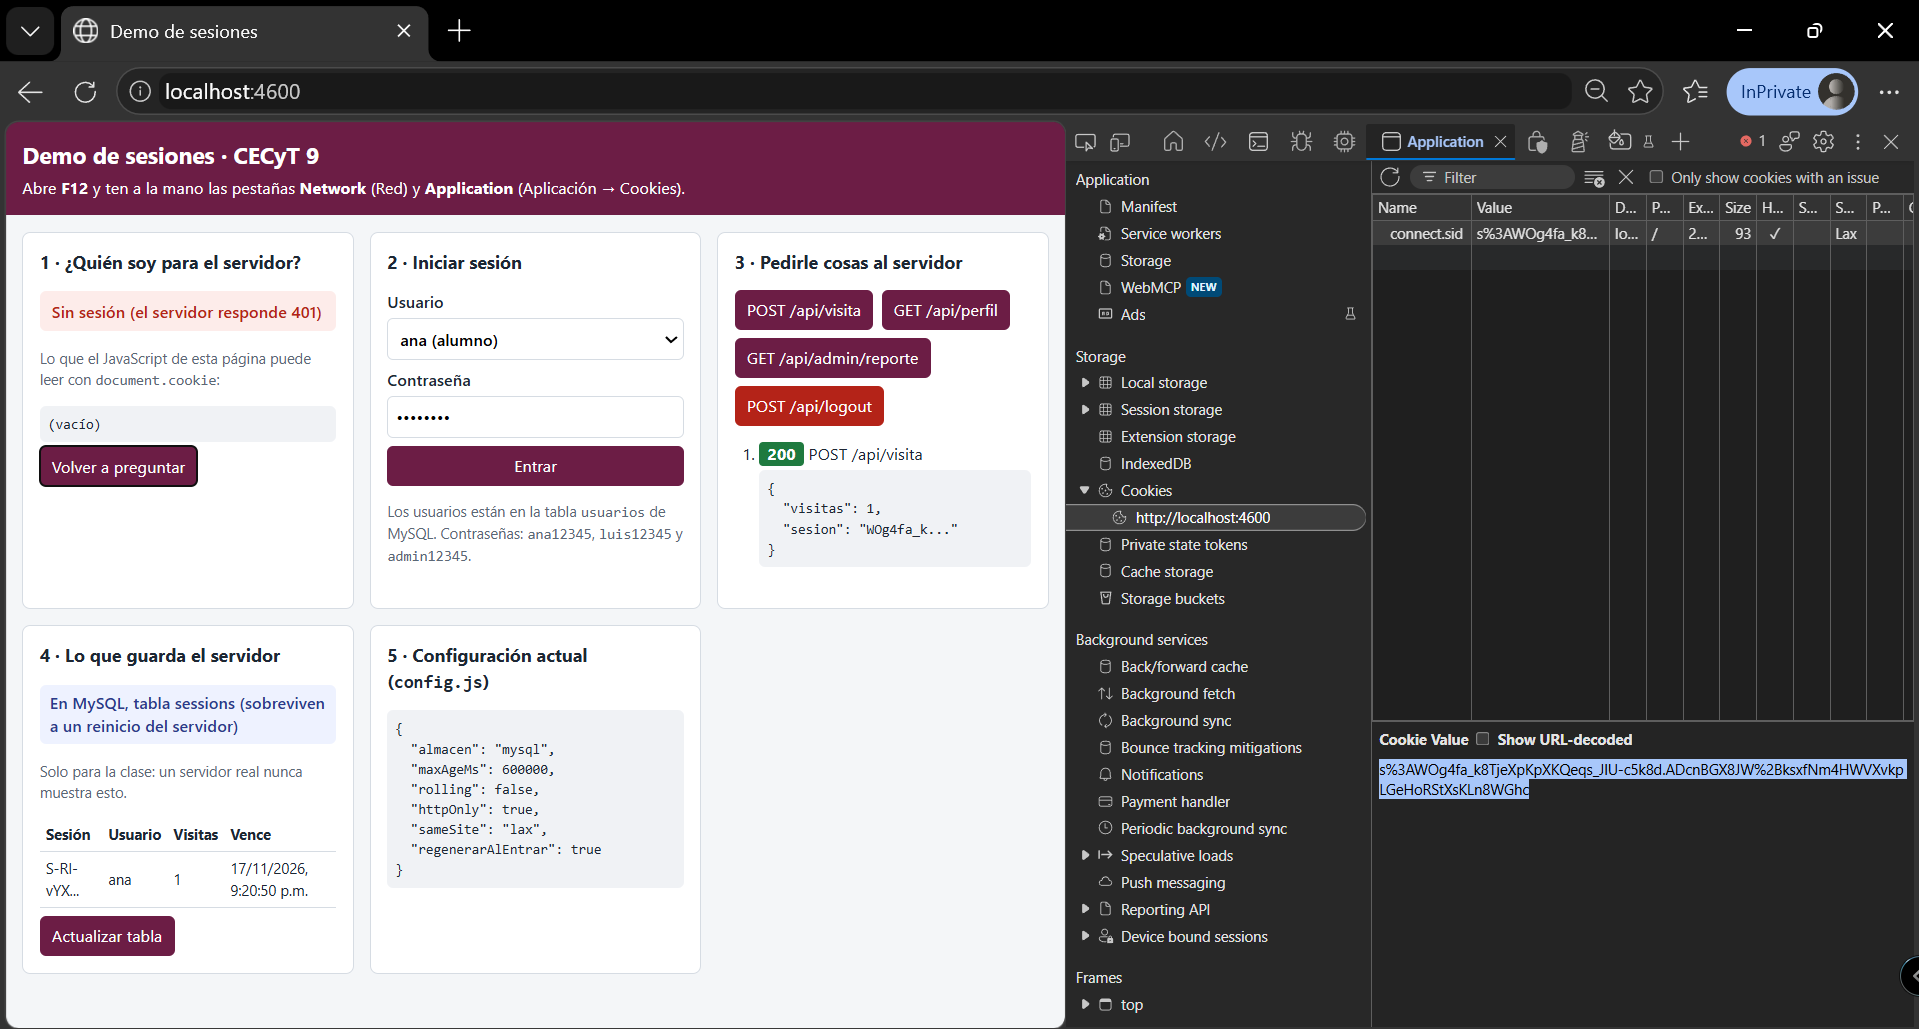 Demo de sesiones
localhost:4600
InPrivate
Demo de sesiones · CECyT 9
Abre F12 y ten a la mano las pestañas Network (Red) y Application (Aplicación → Cookies).
1 · ¿Quién soy para el servidor?
Sin sesión (el servidor responde 401)
Lo que el JavaScript de esta página puede
leer con document.cookie:
(vacío)
Volver a preguntar
2 · Iniciar sesión
Usuario
ana (alumno)
Contraseña
••••••••
Entrar
Los usuarios están en la tabla usuarios de
MySQL. Contraseñas: ana12345, luis12345 y
admin12345.
3 · Pedirle cosas al servidor
POST /api/visita
GET /api/perfil
GET /api/admin/reporte
POST /api/logout
1. 200 POST /api/visita
{
"visitas": 1,
"sesion": "WOg4fa_k..."
}
4 · Lo que guarda el servidor
En MySQL, tabla sessions (sobreviven
a un reinicio del servidor)
Solo para la clase: un servidor real nunca
muestra esto.
Sesión Usuario Visitas Vence
S-RI-
vYX... ana 1 17/11/2026,
9:20:50 p.m.
Actualizar tabla
5 · Configuración actual
(config.js)
{
"almacen": "mysql",
"maxAgeMs": 600000,
"rolling": false,
"httpOnly": true,
"sameSite": "lax",
"regenerarAlEntrar": true
}
Application
1
Application
Manifest
Service workers
Storage
WebMCP NEW
Ads
Storage
Local storage
Session storage
Extension storage
IndexedDB
Cookies
http://localhost:4600
Private state tokens
Cache storage
Storage buckets
Background services
Back/forward cache
Background fetch
Background sync
Bounce tracking mitigations
Notifications
Payment handler
Periodic background sync
Speculative loads
Push messaging
Reporting API
Device bound sessions
Frames
top
Filter
Only show cookies with an issue
Name Value D... P... Ex... Size H... S... S... P...
connect.sid s%3AWOg4fa_k8... lo... / 2... 93 ✓ Lax
Cookie Value Show URL-decoded
s%3AWOg4fa_k8TjeXpKpXKQeqs_JIU-c5k8d.ADcnBGX8JW%2BksxfNm4HWVXvkp
LGeHoRStXsKLn8WGhc